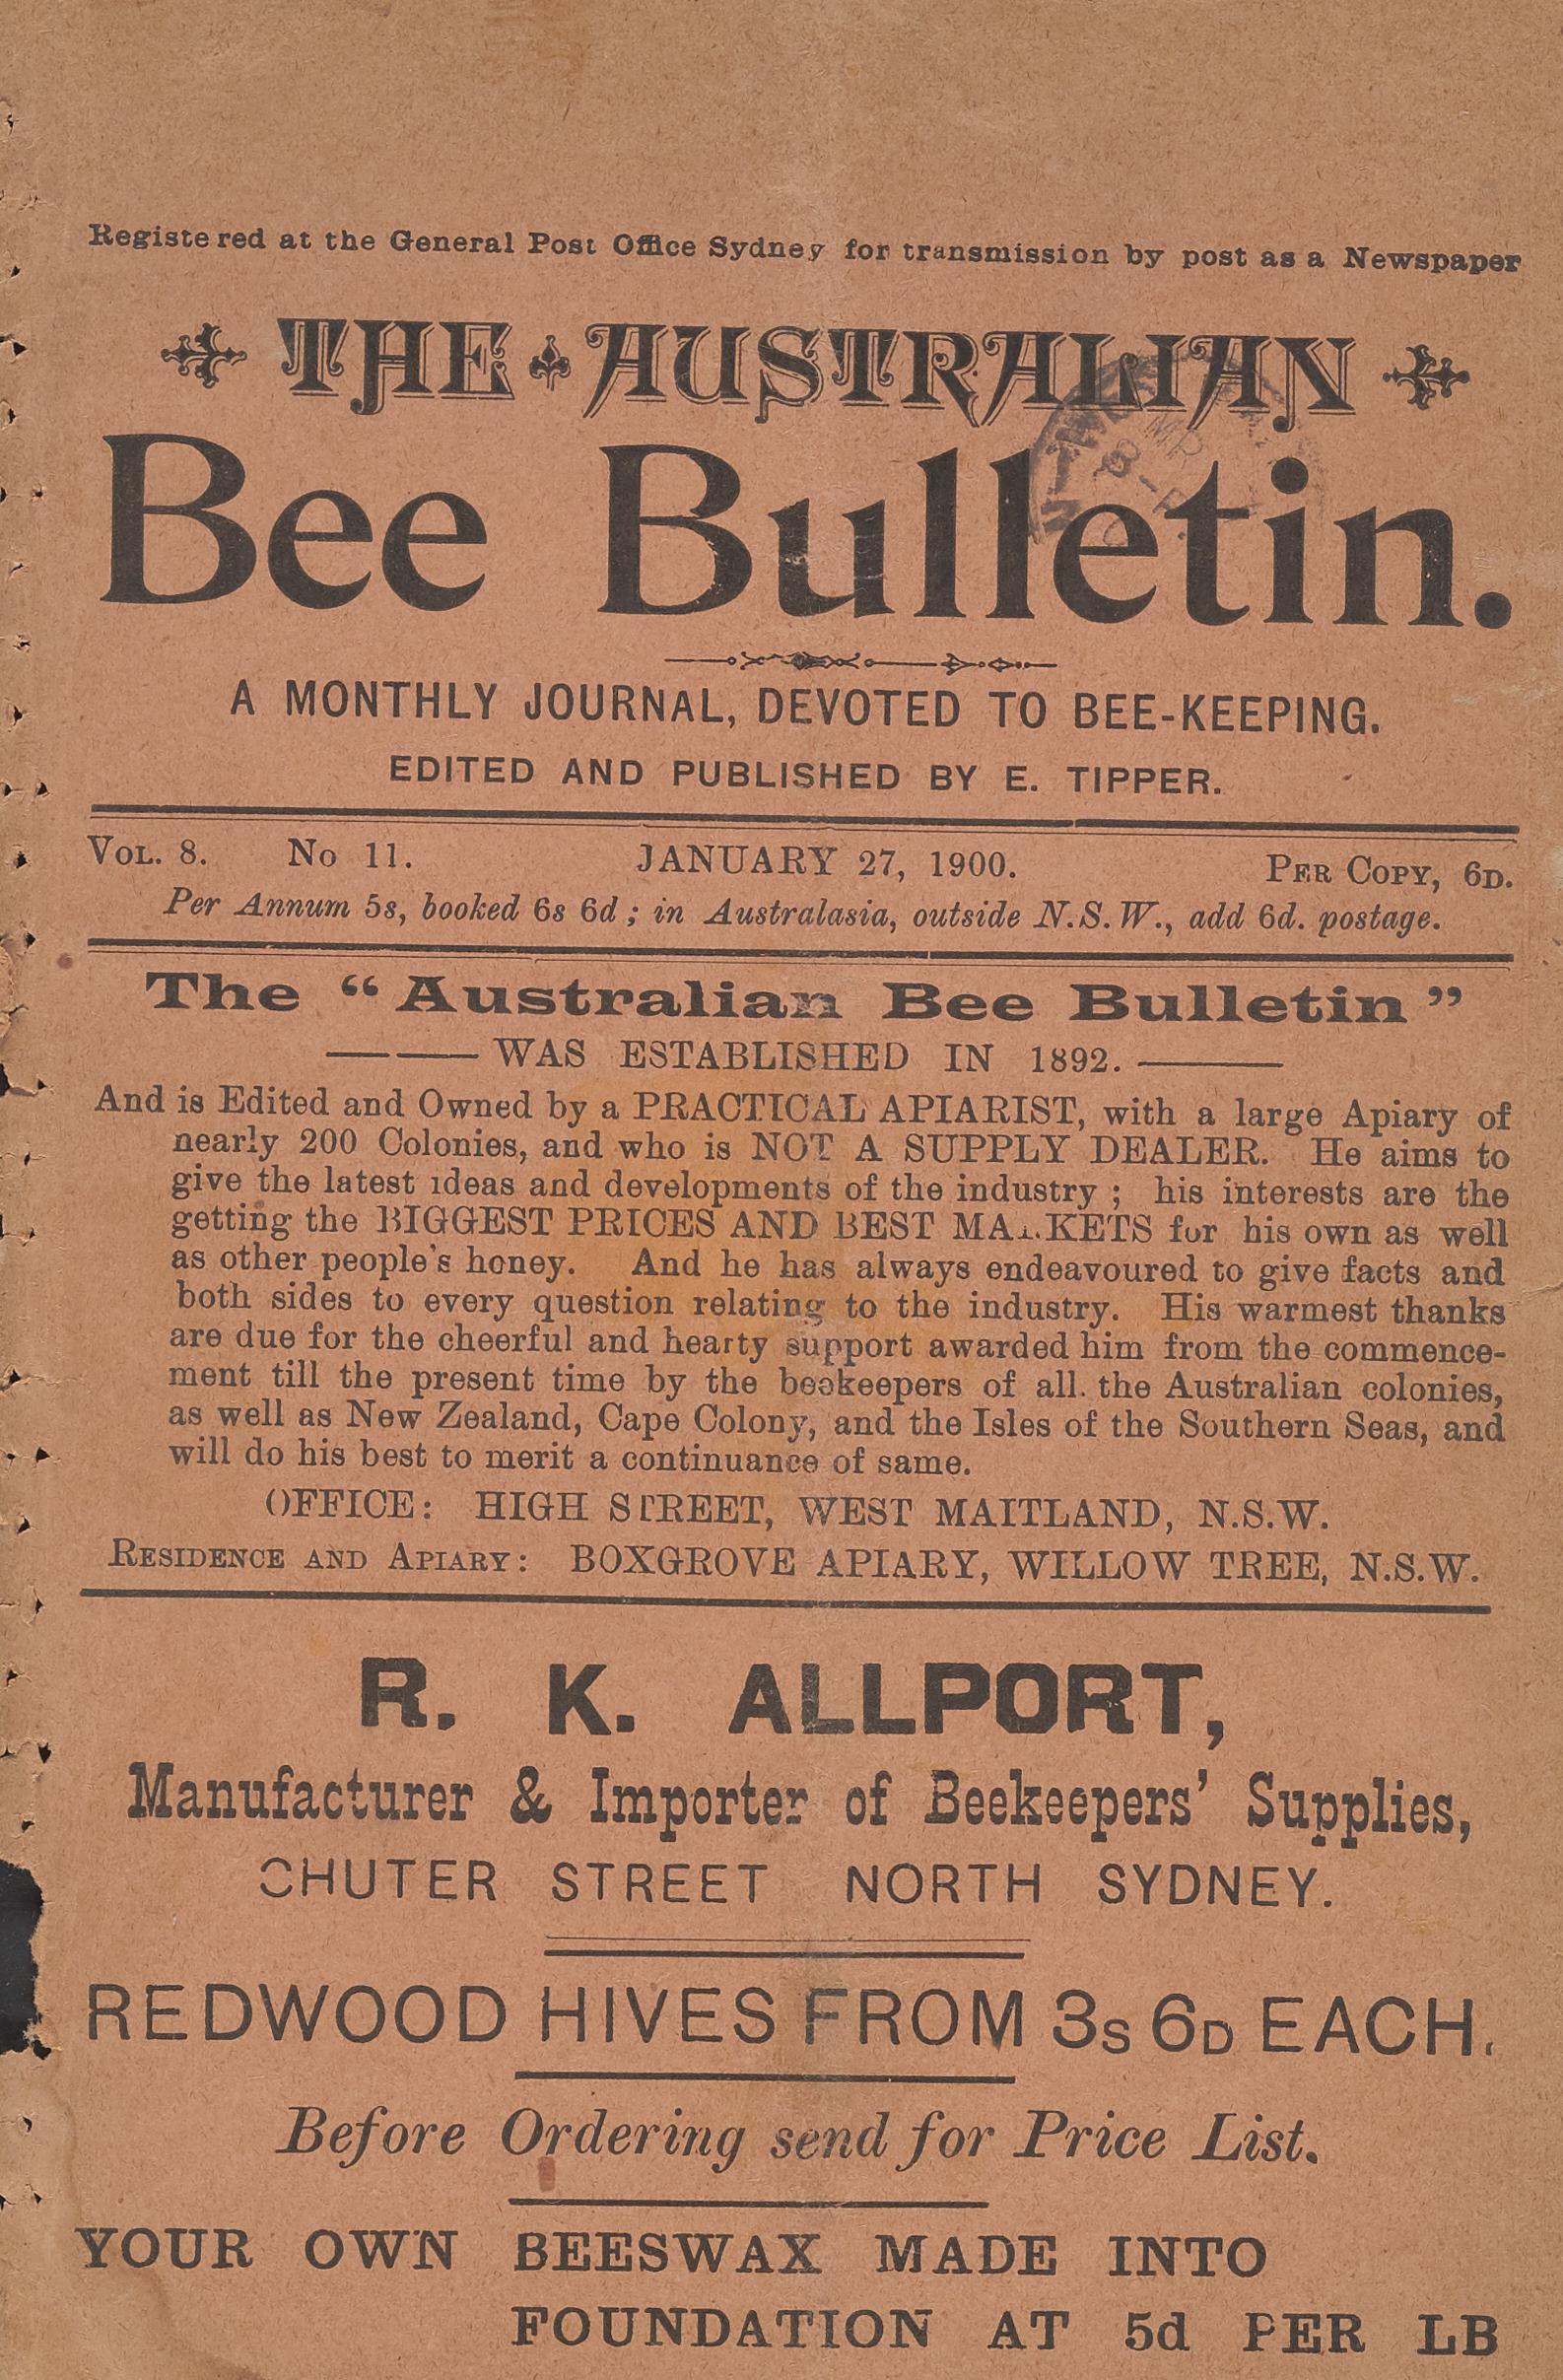 Registered at the General Post Office Sydney for transmission by post as a Newspaper
THE AUSTRALIAN
Bee Bulletin.
A MONTHLY JOURNAL, DEVOTED TO BEE-KEEPING.
EDITED AND PUBLISHED BY E. TIPPER.
VOL. 8. No 11. JANUARY 27, 1900. PER COPY, 6D.
Per Annum 5s, booked 6s 6d ; in Australasia, outside N.S.W., add 6d. postage.
The "Australian Bee Bulletin"
WAS ESTABLISHED IN 1892.
And is Edited and Owned by a PRACTICAL APIARIST, with a large Apiary of
nearly 200 Colonies, and who is NOT A SUPPLY DEALER. He aims to
give the latest ideas and developments of the industry ; his interests are the
getting the BIGGEST PRICES AND BEST MARKETS for his own as well
as other people's honey. And he has always endeavoured to give facts and
both sides to every question relating to the industry. His warmest thanks
are due for the cheerful and hearty support awarded him from the commence-
ment till the present time by the beekeepers of all. the Australian colonies,
as well as New Zealand, Cape Colony, and the Isles of the Southern Seas, and
will do his best to merit a continuance of same.
OFFICE: HIGH STREET, WEST MAITLAND, N.S.W.
RESIDENCE AND APIARY: BOXGROVE APIARY, WILLOW TREE, N.S.W.
R. K. ALLPORT,
Manufacturer & Importer of Beekeepers' Supplies,
CHUTER STREET NORTH SYDNEY.
REDWOOD HIVES FROM 3S 6D EACH.
Before Ordering send for Price List.
YOUR OWN BEESWAX MADE INTO
FOUNDATION AT 5d PER LB